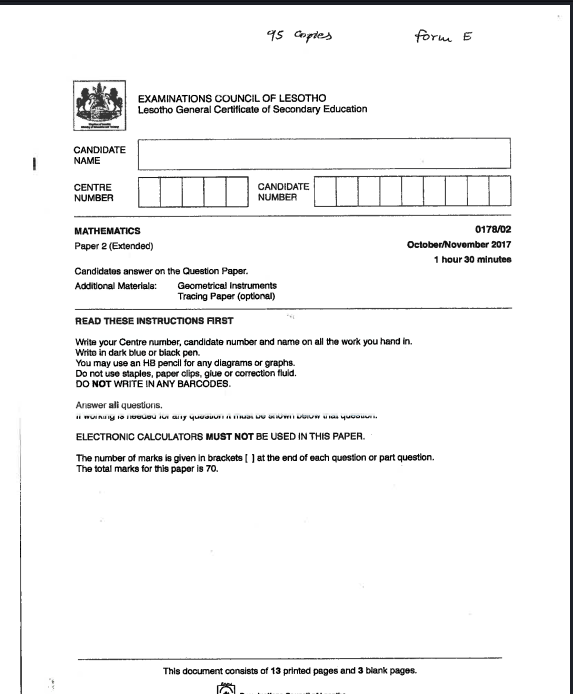 95 Copies form E
EXAMINATIONS COUNCIL OF LESOTHO
Lesotho General Certificate of Secondary Education
CANDIDATE
NAME
CENTRE
NUMBER
CANDIDATE
NUMBER
MATHEMATICS 0178/02
Paper 2 (Extended) October/November 2017
1 hour 30 minutes
Candidates answer on the Question Paper.
Additional Materials: Geometrical Instruments
Tracing Paper (optional)
READ THESE INSTRUCTIONS FIRST
Write your Centre number, candidate number and name on all the work you hand in.
Write in dark blue or black pen.
You may use an HB pencil for any diagrams or graphs.
Do not use staples, paper clips, glue or correction fluid.
DO NOT WRITE IN ANY BARCODES.
Answer all questions.
If working is needed for any question it must be shown below that question.
ELECTRONIC CALCULATORS MUST NOT BE USED IN THIS PAPER.
The number of marks is given in brackets [ ] at the end of each question or part question.
The total marks for this paper is 70.
This document consists of 13 printed pages and 3 blank pages.